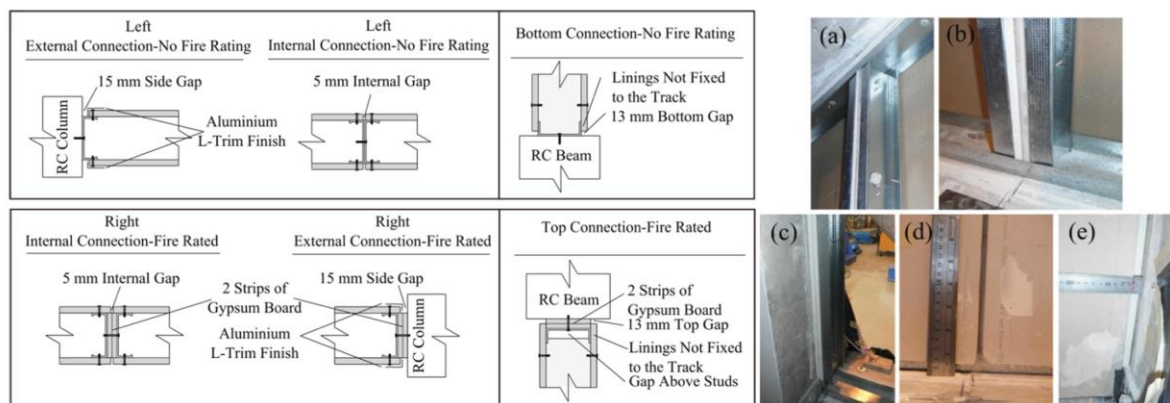 Left
External Connection-No Fire Rating
15 mm Side Gap
RC Column
Aluminium
L-Trim Finish
Left
Internal Connection-No Fire Rating
5 mm Internal Gap
Bottom Connection-No Fire Rating
Linings Not Fixed
to the Track
13 mm Bottom Gap
RC Beam
Right
Internal Connection-Fire Rated
5 mm Internal Gap
2 Strips of
Gypsum Board
Aluminium
L-Trim Finish
Right
External Connection-Fire Rated
15 mm Side Gap
RC Column
Top Connection-Fire Rated
RC Beam
2 Strips of
Gypsum Board
13 mm Top Gap
Linings Not Fixed
to the Track
Gap Above Studs
(a)
(b)
(c)
(d)
(e)